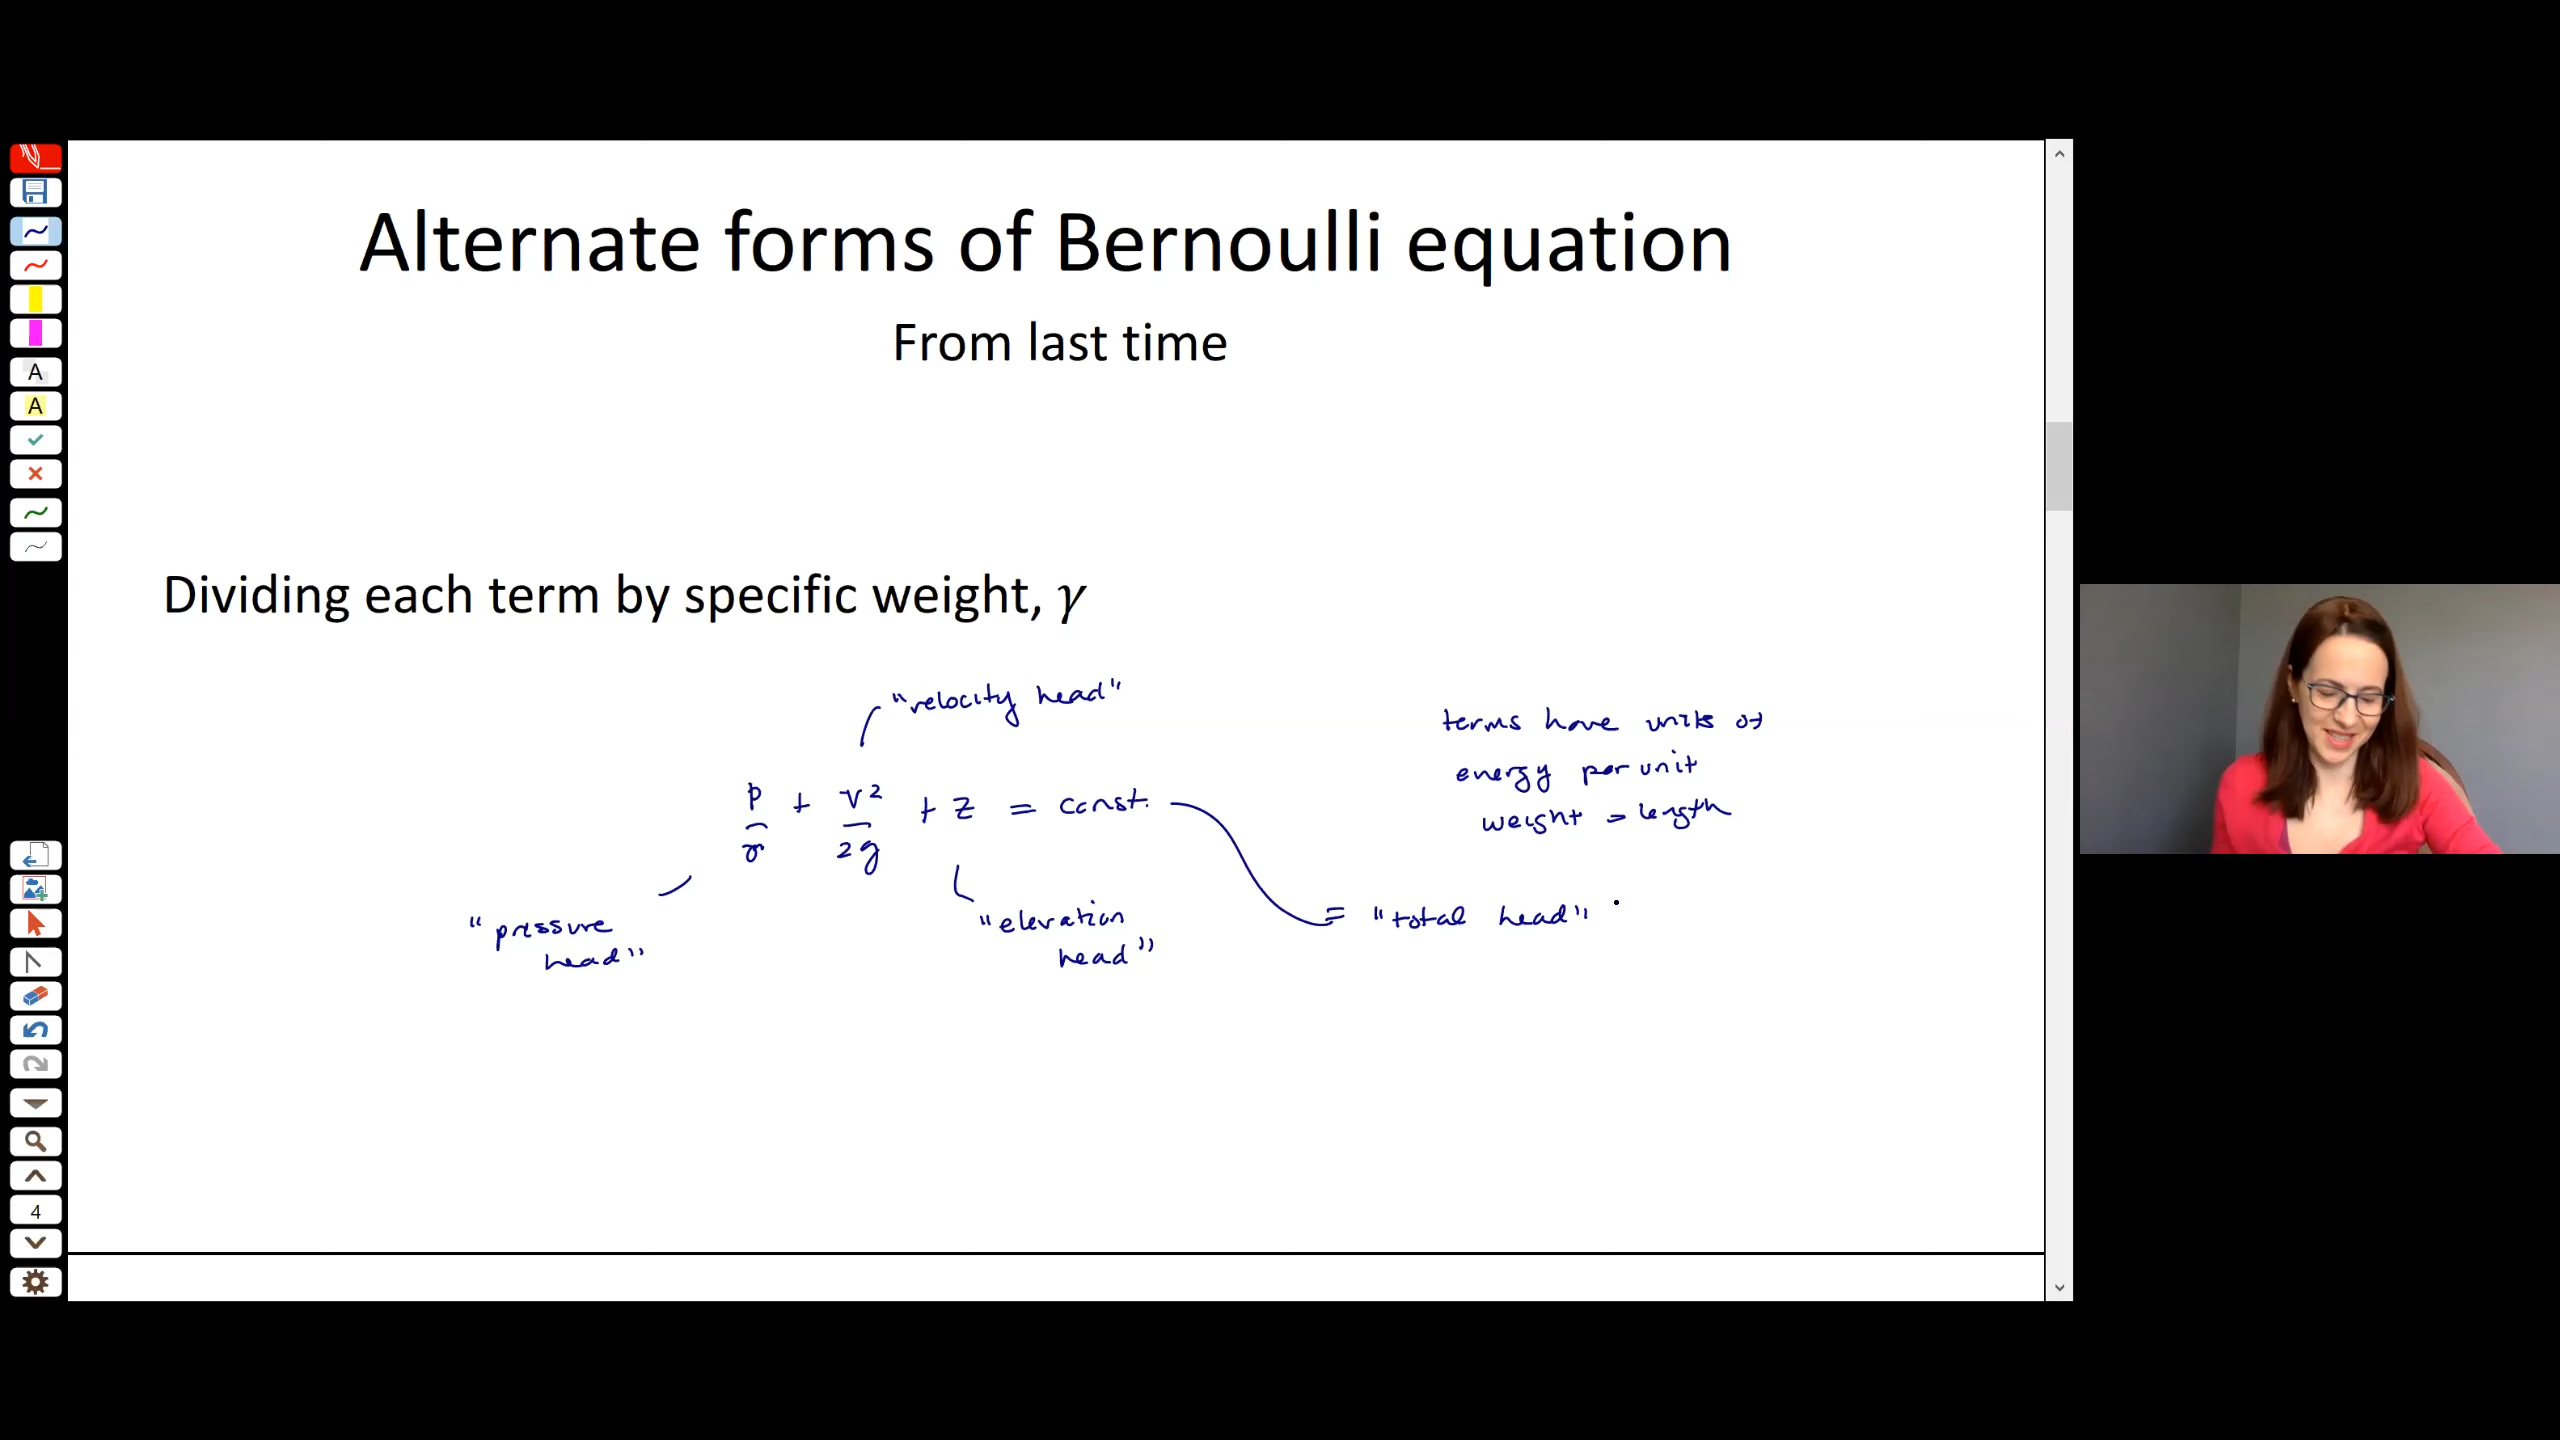 Alternate forms of Bernoulli equation
From last time
A
A
Dividing each term by specific weight, γ
"velocity head"
terms have units of
energy per unit
weight = length
p/γ + v²/2g + z = const.
= "total head"
"pressure
head"
"elevation
head"
4